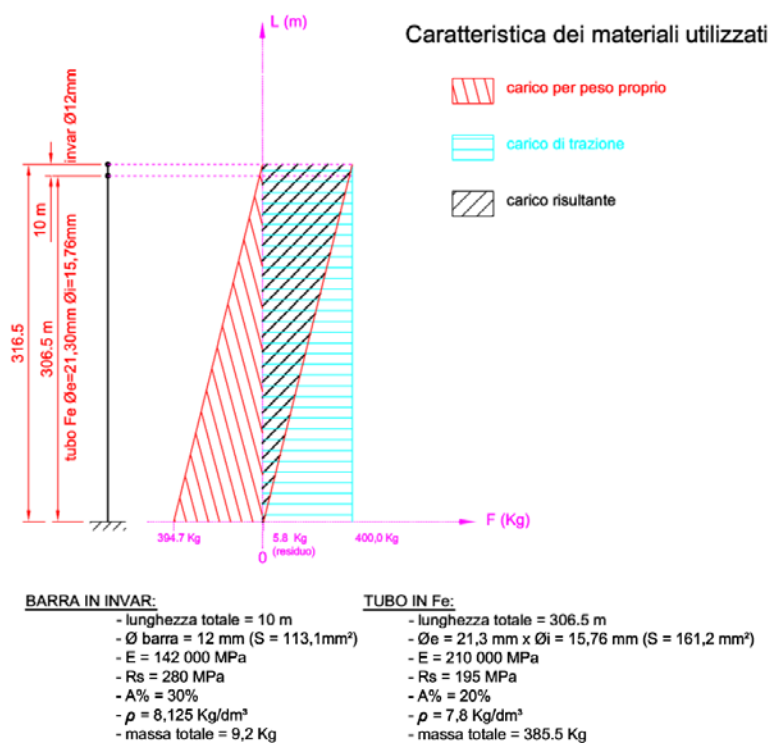 L (m)
Caratteristica dei materiali utilizzati
carico per peso proprio
carico di trazione
carico risultante
invar Ø12mm
10 m
tubo Fe Øe=21,30mm Øi=15,76mm
306.5 m
316.5
F (Kg)
394.7 Kg
5.8 Kg
400,0 Kg
(residuo)
0
BARRA IN INVAR:
- lunghezza totale = 10 m
- Ø barra = 12 mm (S = 113,1mm²)
- E = 142 000 MPa
- Rs = 280 MPa
- A% = 30%
- ρ = 8,125 Kg/dm³
- massa totale = 9,2 Kg
TUBO IN Fe:
- lunghezza totale = 306.5 m
- Øe = 21,3 mm x Øi = 15,76 mm (S = 161,2 mm²)
- E = 210 000 MPa
- Rs = 195 MPa
- A% = 20%
- ρ = 7,8 Kg/dm³
- massa totale = 385.5 Kg